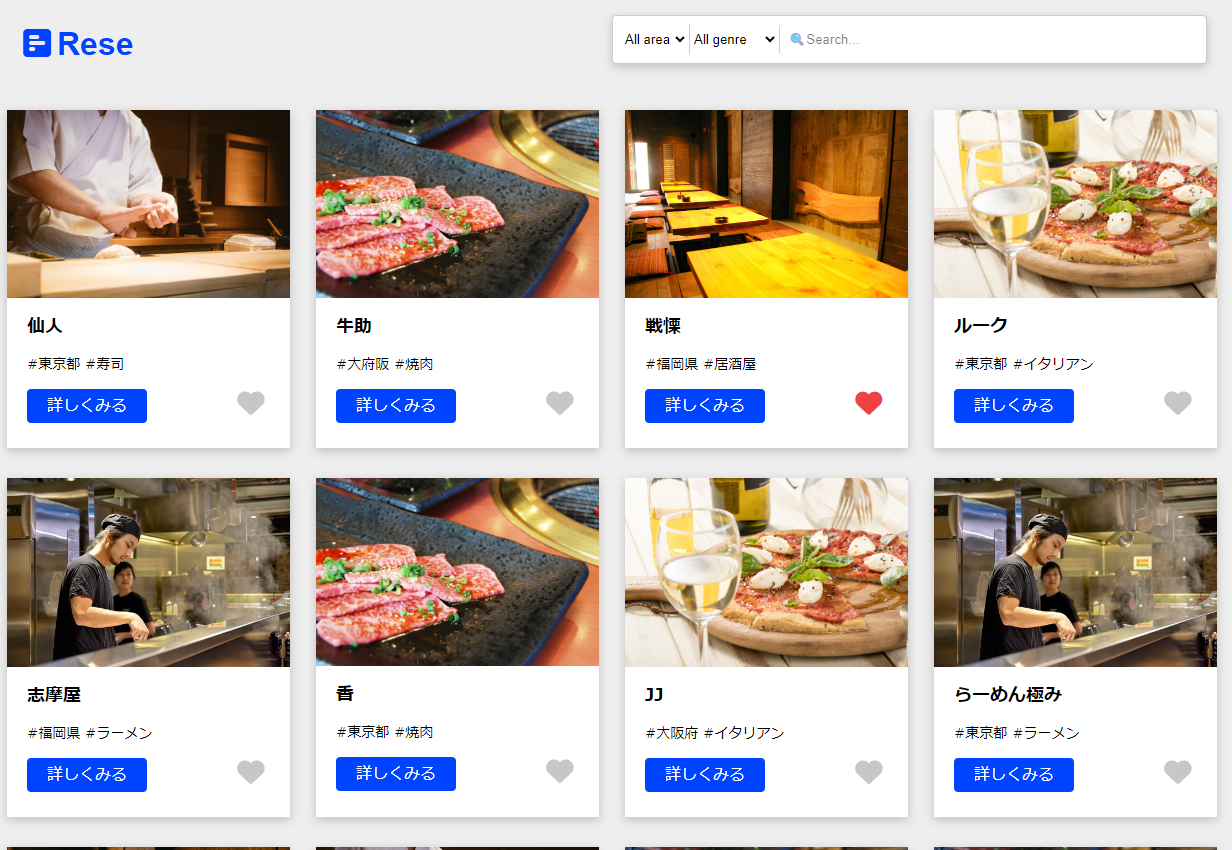 Rese
All area All genre Search...
仙人
#東京都 #寿司
詳しくみる
牛助
#大府阪 #焼肉
詳しくみる
戦慄
#福岡県 #居酒屋
詳しくみる
ルーク
#東京都 #イタリアン
詳しくみる
志摩屋
#福岡県 #ラーメン
詳しくみる
香
#東京都 #焼肉
詳しくみる
JJ
#大阪府 #イタリアン
詳しくみる
らーめん極み
#東京都 #ラーメン
詳しくみる